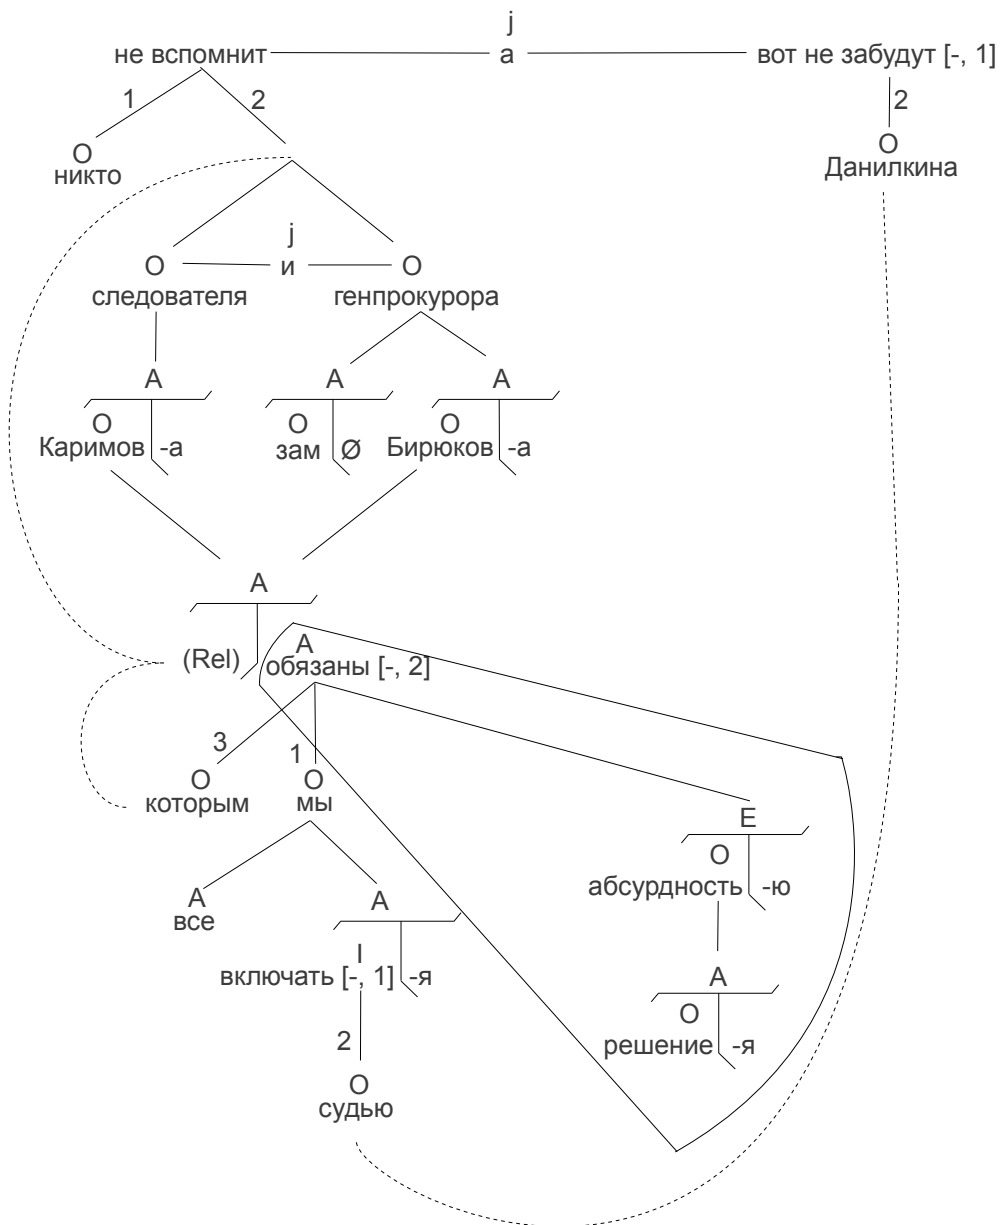 j
не вспомнит а вот не забудут [-, 1]
1 2 2
О О
никто Данилкина
j
О и О
следователя генпрокурора
А А А
О О О
Каримов -а зам Ø Бирюков -а
А
(Rel) А
обязаны [-, 2]
3 1
О О
которым мы
Е
О
абсурдность -ю
А А
все
I
включать [-, 1] -я
А
О
решение -я
2
О
судью